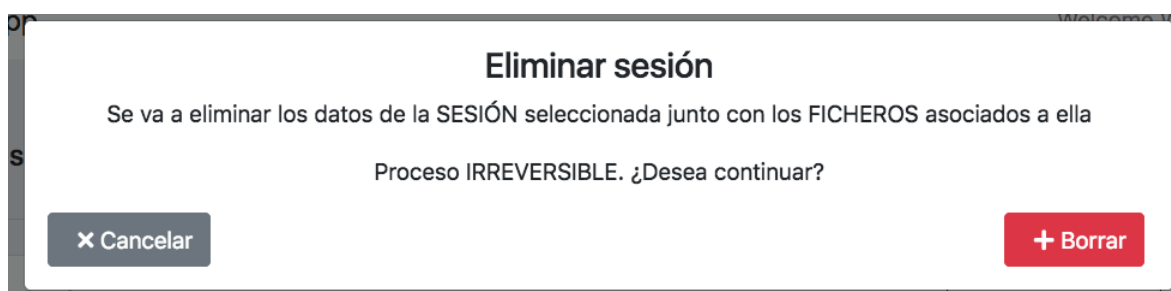 Eliminar sesión
Se va a eliminar los datos de la SESIÓN seleccionada junto con los FICHEROS asociados a ella
Proceso IRREVERSIBLE. ¿Desea continuar?
Cancelar
Borrar